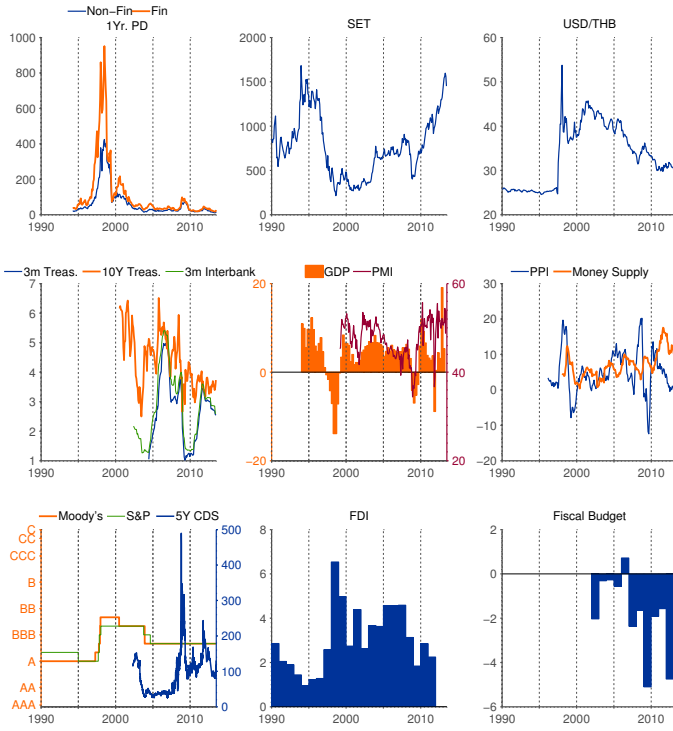 Non−Fin Fin
1Yr. PD
1000
800
600
400
200
0
1990 2000 2010
SET
2000
1500
1000
500
0
1990 2000 2010
USD/THB
60
50
40
30
20
1990 2000 2010
3m Treas. 10Y Treas. 3m Interbank
7
6
5
4
3
2
1
1990 2000 2010
GDP PMI
20 60
0 40
−20 20
1990 2000 2010
PPI Money Supply
30
20
10
0
−10
−20
1990 2000 2010
Moody's S&P 5Y CDS
C
CC
CCC
B
BB
BBB
A
AA
AAA
500
400
300
200
100
0
1990 2000 2010
FDI
8
6
4
2
0
1990 2000 2010
Fiscal Budget
2
0
−2
−4
−6
1990 2000 2010